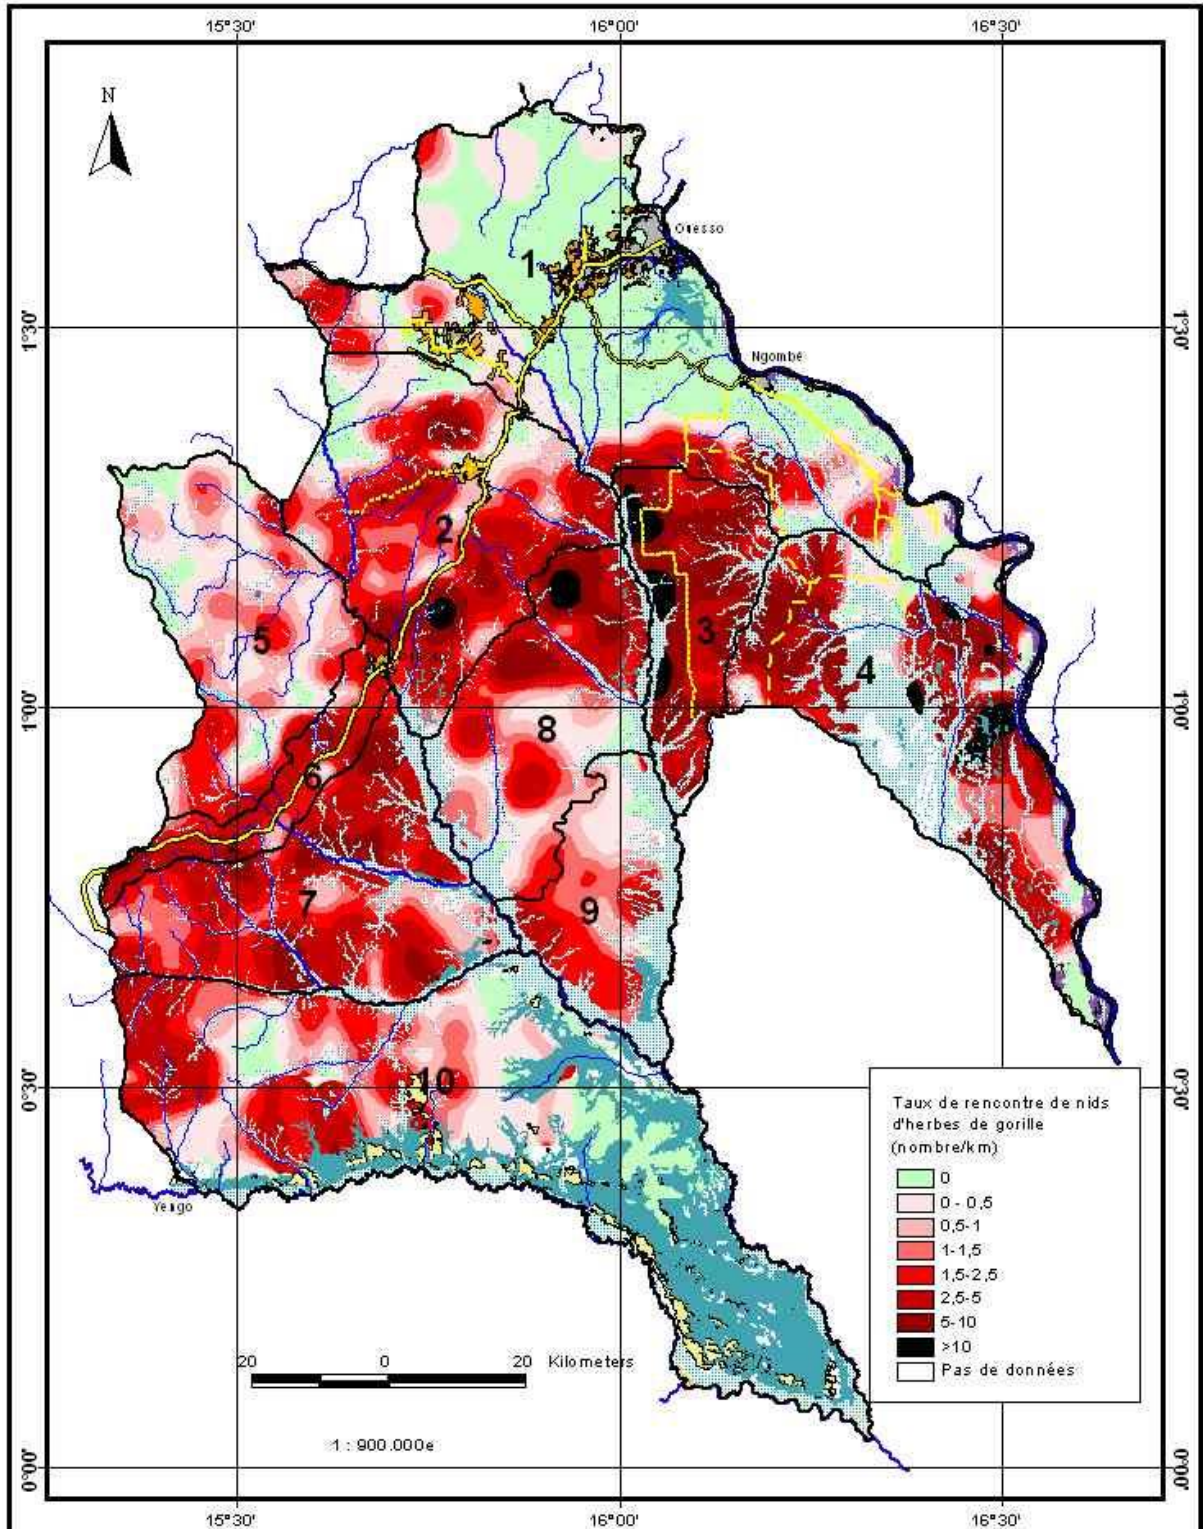 15°30'
16°00'
16°30'
N
Ouesso
1
1°30'
1°30'
Ngombé
2
3
5
4
1°00'
1°00'
8
6
7
9
10
0°30'
0°30'
Yengo
Taux de rencontre de nids
d'herbes de gorille
(nombre/km)
0
0 - 0,5
0,5-1
1-1,5
1,5-2,5
2,5-5
5-10
>10
Pas de données
20 0 20 Kilometers
1 : 900.000e
0°00'
0°00'
15°30'
16°00'
16°30'